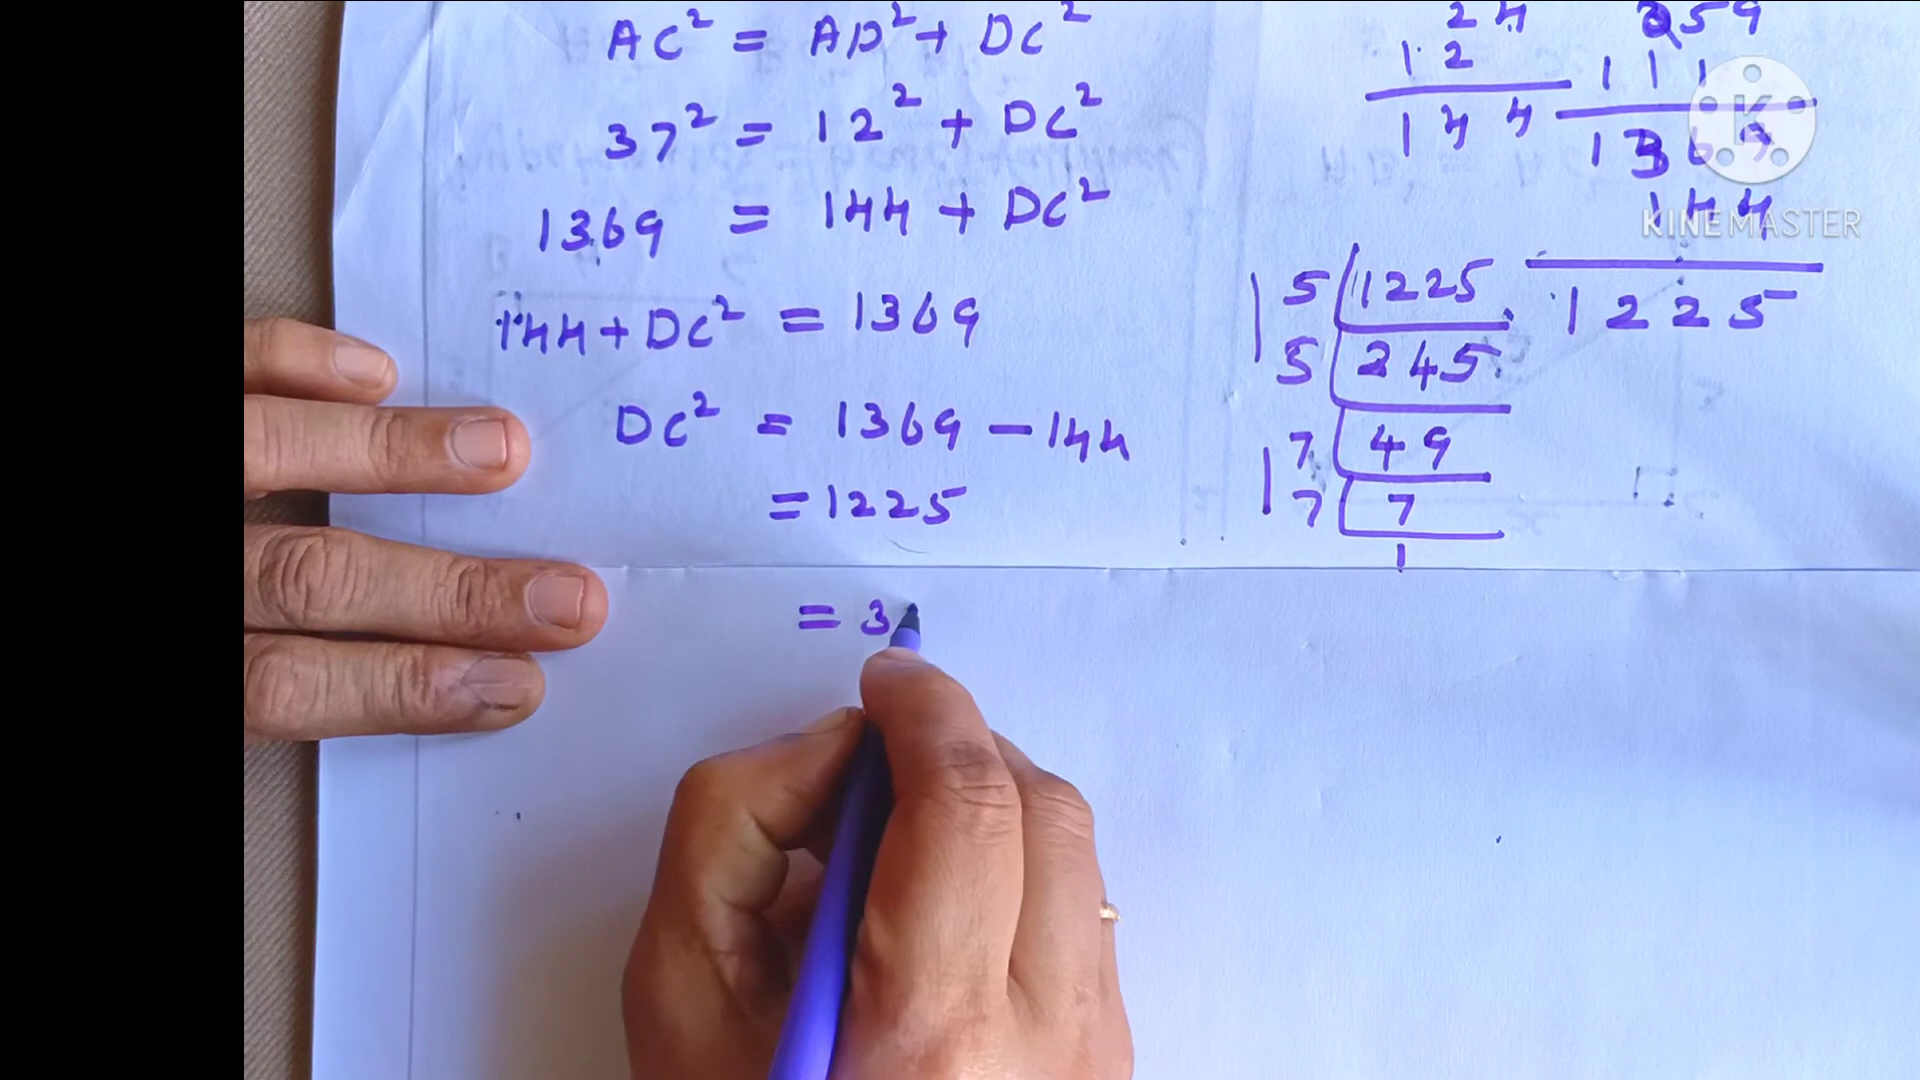 AC² = AD² + DC²
37² = 12² + DC²
1369 = 144 + DC²
144 + DC² = 1369
DC² = 1369 - 144
= 1225
= 3
24
12
144
259
111
1369
144
1225
5 1225
5 245
7 49
7 7
1
KINEMASTER